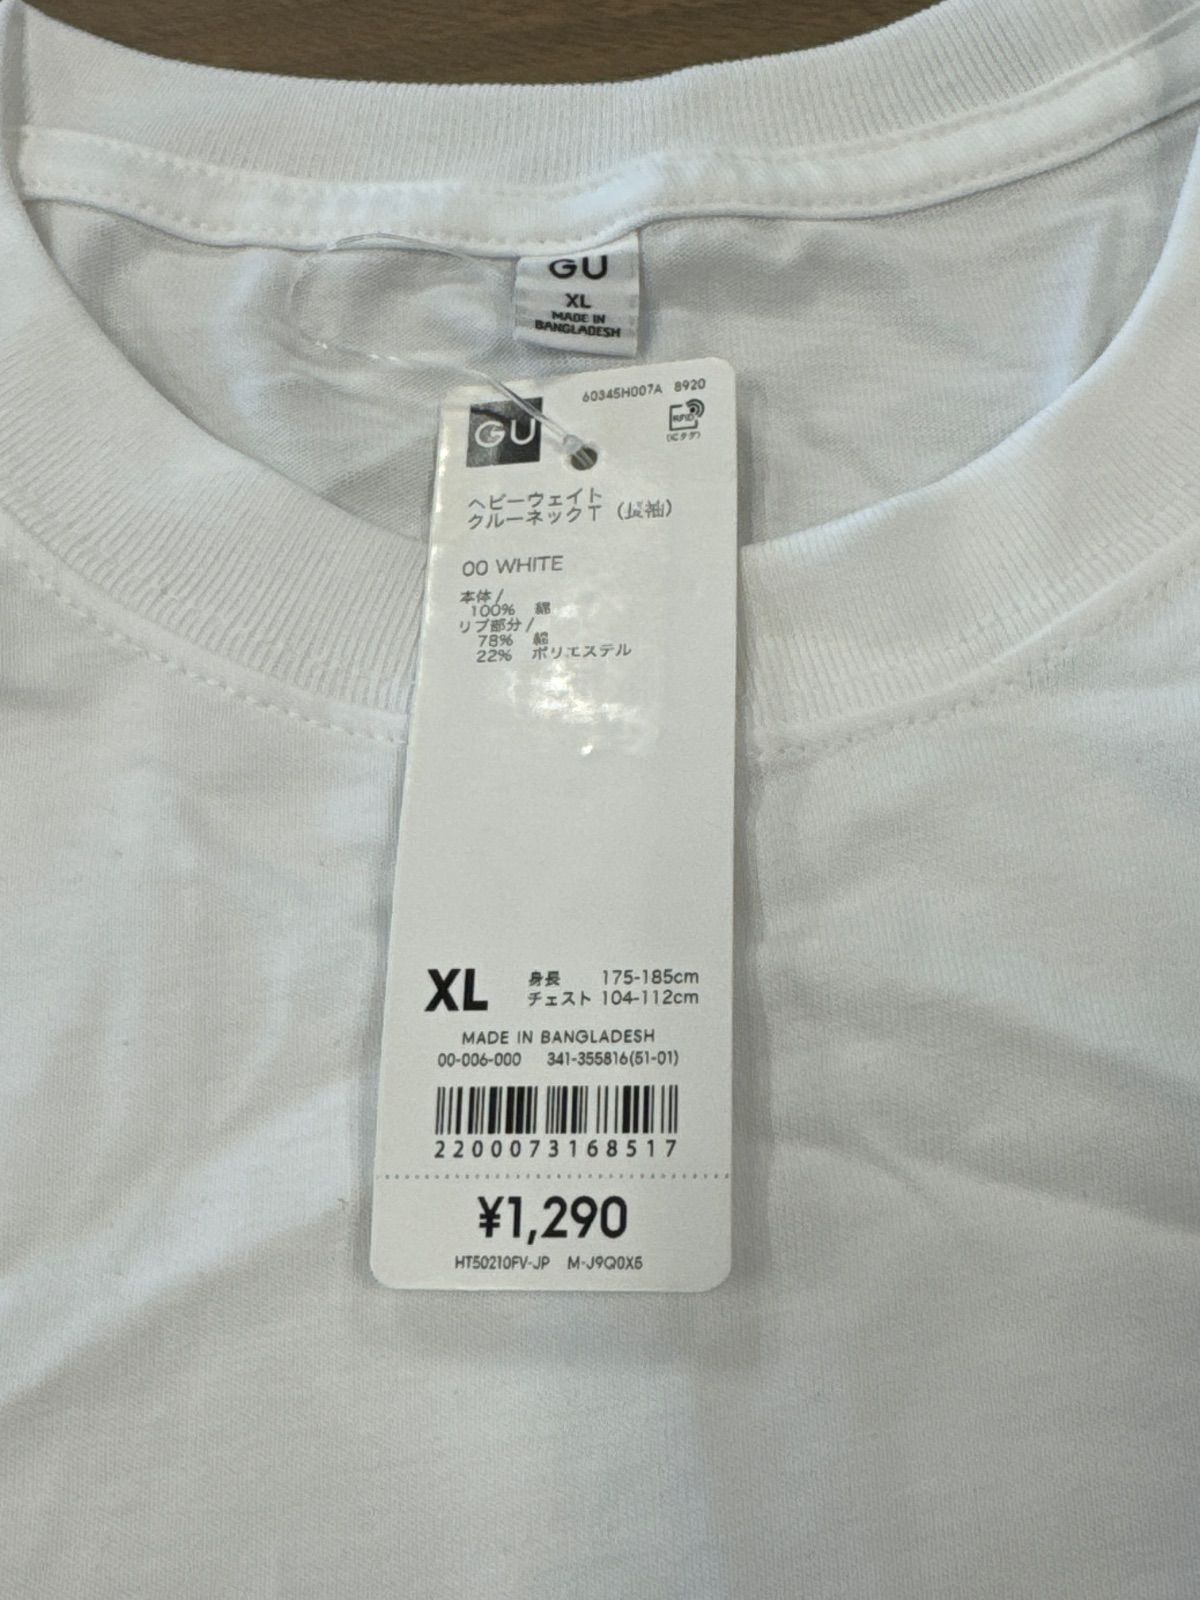 GU
XL
MADE IN
BANGLADESH
60345H007A 8920
GU
RFID
(ICタグ)
ヘビーウェイト
クルーネックT (長袖)
00 WHITE
本体/
100% 綿
リブ部分/
78% 綿
22% ポリエステル
XL
身長 175-185cm
チェスト 104-112cm
MADE IN BANGLADESH
00-006-000 341-355816(51-01)
2200073168517
¥1,290
HT50210FV-JP M-J9Q0X6